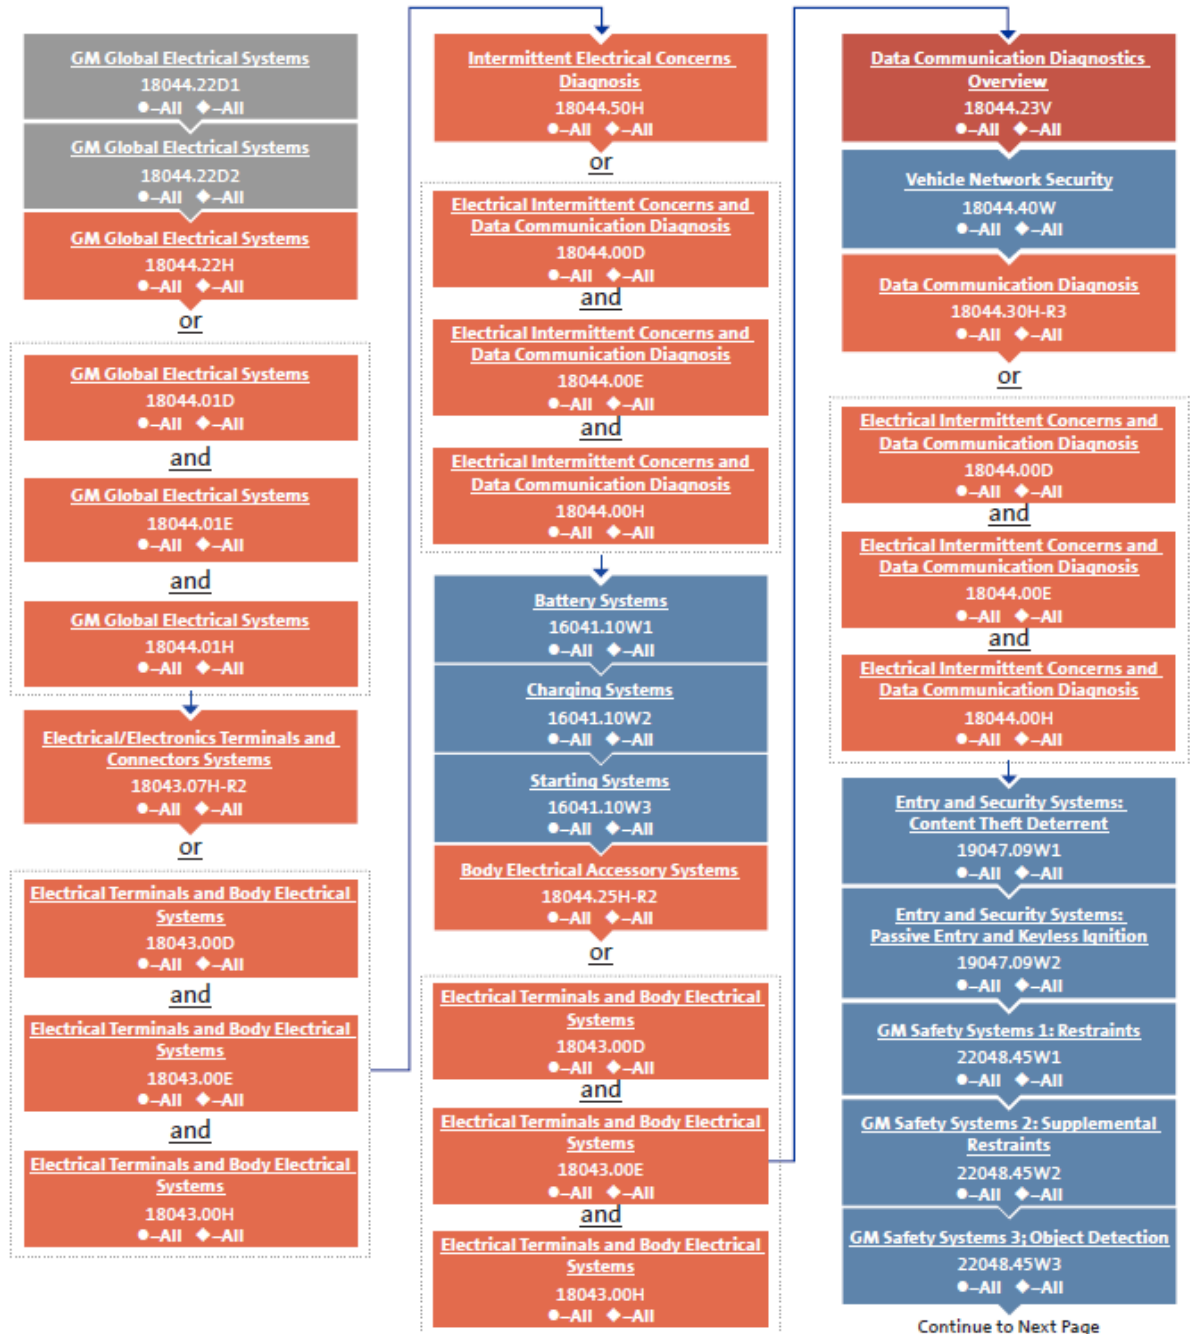 GM Global Electrical Systems
18044.22D1
●–All ◆–All
GM Global Electrical Systems
18044.22D2
●–All ◆–All
GM Global Electrical Systems
18044.22H
●–All ◆–All
or
GM Global Electrical Systems
18044.01D
●–All ◆–All
and
GM Global Electrical Systems
18044.01E
●–All ◆–All
and
GM Global Electrical Systems
18044.01H
●–All ◆–All
Electrical/Electronics Terminals and
Connectors Systems
18043.07H-R2
●–All ◆–All
or
Electrical Terminals and Body Electrical
Systems
18043.00D
●–All ◆–All
and
Electrical Terminals and Body Electrical
Systems
18043.00E
●–All ◆–All
and
Electrical Terminals and Body Electrical
Systems
18043.00H
●–All ◆–All
Intermittent Electrical Concerns
Diagnosis
18044.50H
●–All ◆–All
or
Electrical Intermittent Concerns and
Data Communication Diagnosis
18044.00D
●–All ◆–All
and
Electrical Intermittent Concerns and
Data Communication Diagnosis
18044.00E
●–All ◆–All
and
Electrical Intermittent Concerns and
Data Communication Diagnosis
18044.00H
●–All ◆–All
Battery Systems
16041.10W1
●–All ◆–All
Charging Systems
16041.10W2
●–All ◆–All
Starting Systems
16041.10W3
●–All ◆–All
Body Electrical Accessory Systems
18044.25H-R2
●–All ◆–All
or
Electrical Terminals and Body Electrical
Systems
18043.00D
●–All ◆–All
and
Electrical Terminals and Body Electrical
Systems
18043.00E
●–All ◆–All
and
Electrical Terminals and Body Electrical
Systems
18043.00H
●–All ◆–All
Data Communication Diagnostics
Overview
18044.23V
●–All ◆–All
Vehicle Network Security
18044.40W
●–All ◆–All
Data Communication Diagnosis
18044.30H-R3
●–All ◆–All
or
Electrical Intermittent Concerns and
Data Communication Diagnosis
18044.00D
●–All ◆–All
and
Electrical Intermittent Concerns and
Data Communication Diagnosis
18044.00E
●–All ◆–All
and
Electrical Intermittent Concerns and
Data Communication Diagnosis
18044.00H
●–All ◆–All
Entry and Security Systems:
Content Theft Deterrent
19047.09W1
●–All ◆–All
Entry and Security Systems:
Passive Entry and Keyless Ignition
19047.09W2
●–All ◆–All
GM Safety Systems 1: Restraints
22048.45W1
●–All ◆–All
GM Safety Systems 2: Supplemental
Restraints
22048.45W2
●–All ◆–All
GM Safety Systems 3; Object Detection
22048.45W3
●–All ◆–All
Continue to Next Page